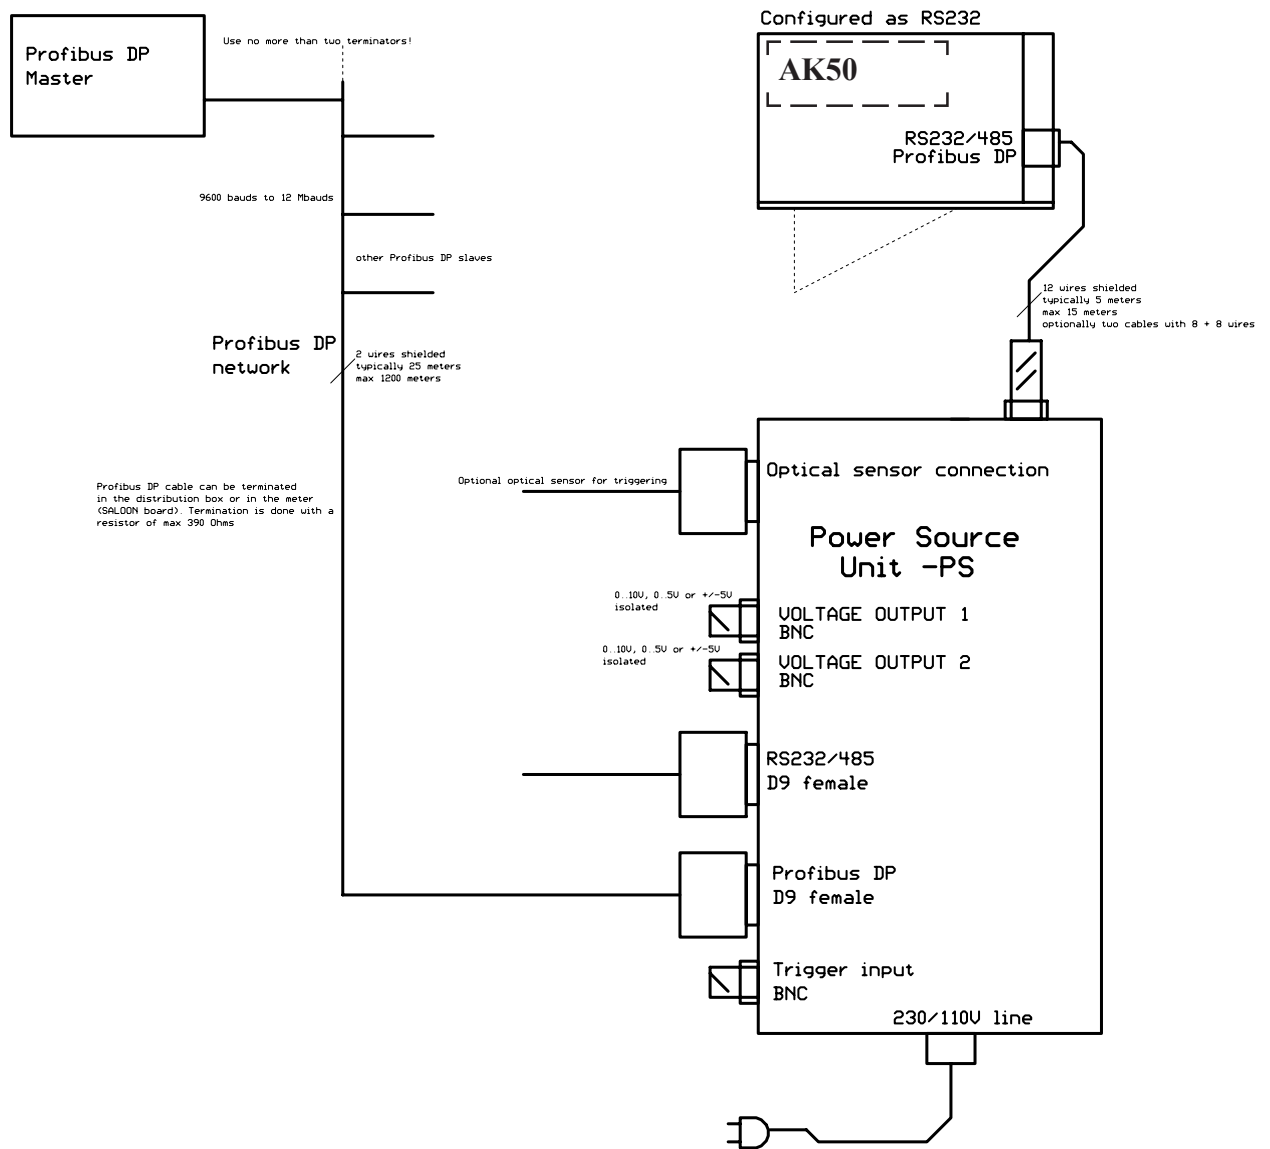 Configured as RS232
AK50
RS232/485
Profibus DP
Profibus DP
Master
Use no more than two terminators!
9600 bauds to 12 Mbauds
other Profibus DP slaves
Profibus DP
network
2 wires shielded
typically 25 meters
max 1200 meters
12 wires shielded
typically 5 meters
max 15 meters
optionally two cables with 8 + 8 wires
Profibus DP cable can be terminated
in the distribution box or in the meter
(SALOON board). Termination is done with a
resistor of max 390 Ohms
Optional optical sensor for triggering
Optical sensor connection
Power Source
Unit -PS
0..10V, 0..5V or +/-5V
isolated
VOLTAGE OUTPUT 1
BNC
0..10V, 0..5V or +/-5V
isolated
VOLTAGE OUTPUT 2
BNC
RS232/485
D9 female
Profibus DP
D9 female
Trigger input
BNC
230/110V line